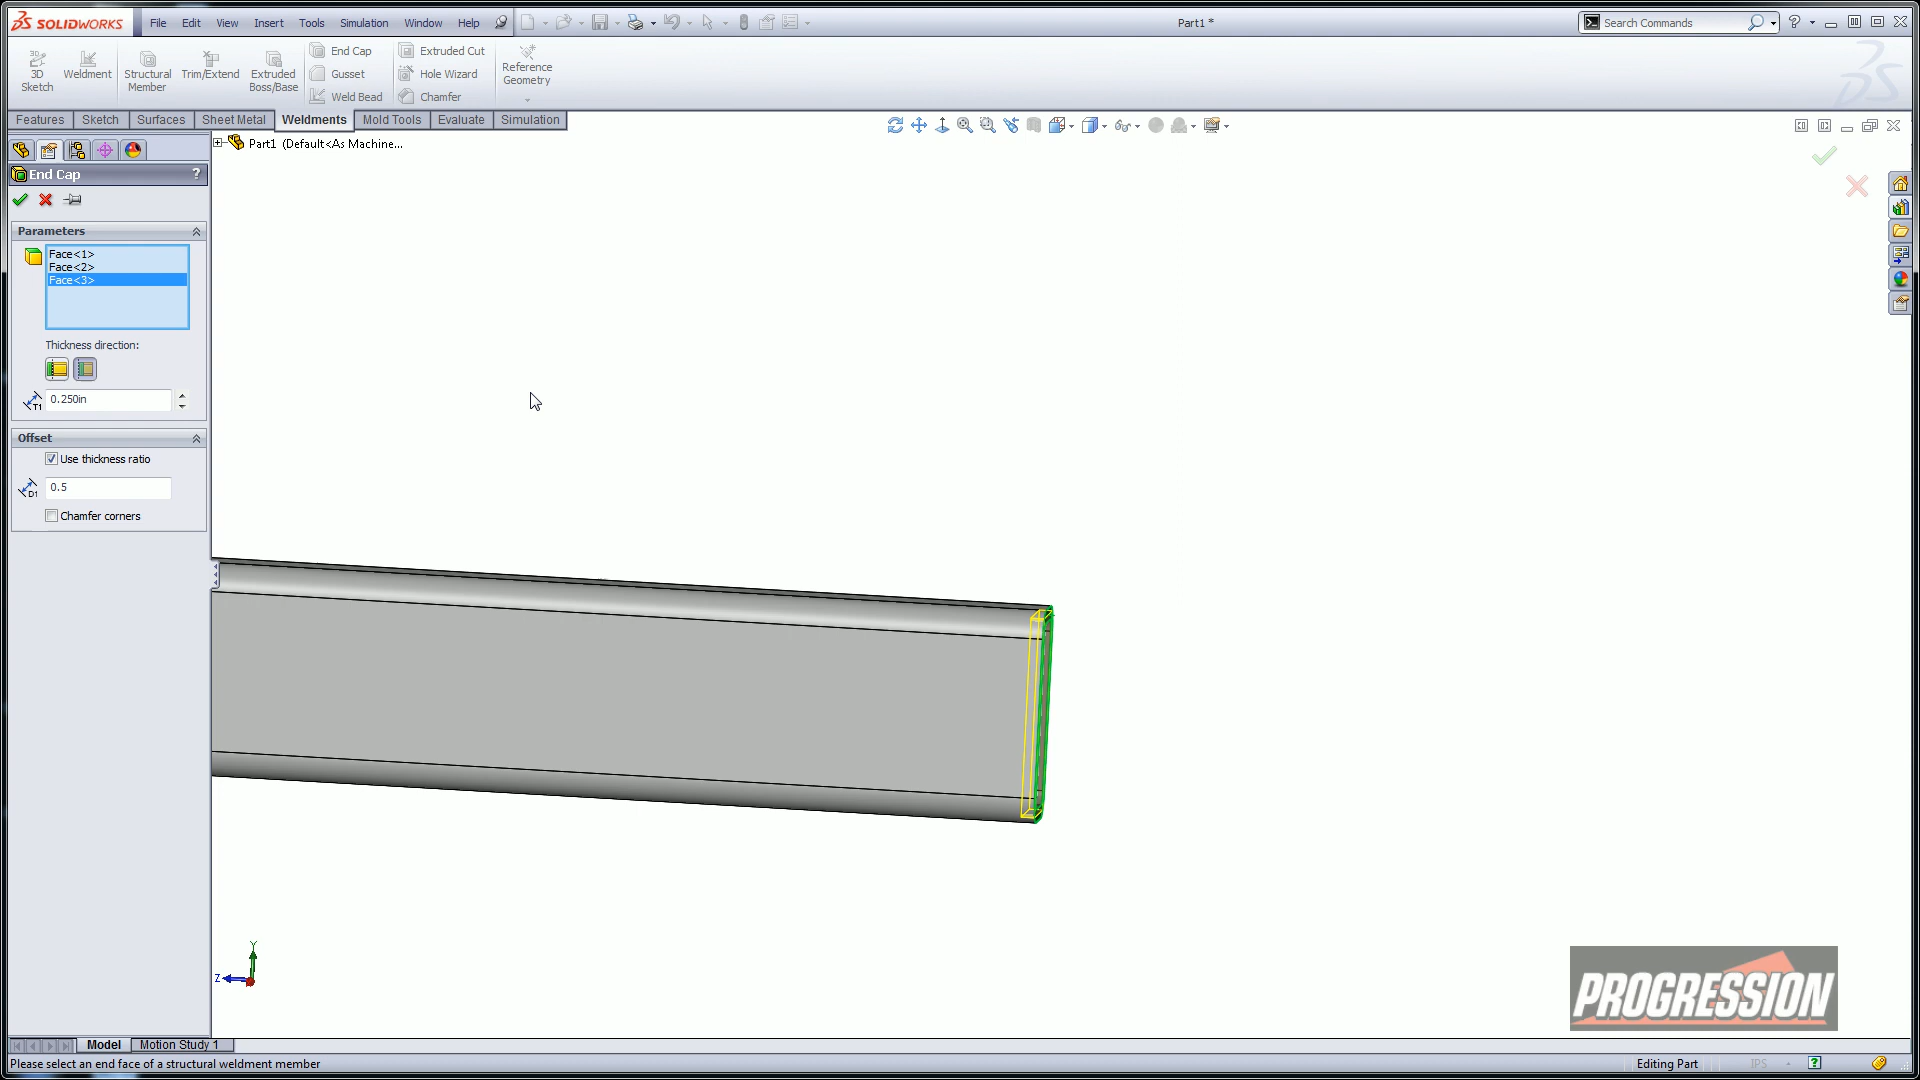 SOLIDWORKS File Edit View Insert Tools Simulation Window Help Part1 * Search Commands
3D Sketch
Weldment
Structural Member
Trim/Extend
Extruded Boss/Base
End Cap
Gusset
Weld Bead
Extruded Cut
Hole Wizard
Chamfer
Reference Geometry
Features Sketch Surfaces Sheet Metal Weldments Mold Tools Evaluate Simulation
Part1 (Default<As Machine...
End Cap ?
Parameters
Face<1>
Face<2>
Face<3>
Thickness direction:
T1 0.250in
Offset
Use thickness ratio
D1 0.5
Chamfer corners
Y
Z
PROGRESSION
Model Motion Study 1
Please select an end face of a structural weldment member Editing Part IPS